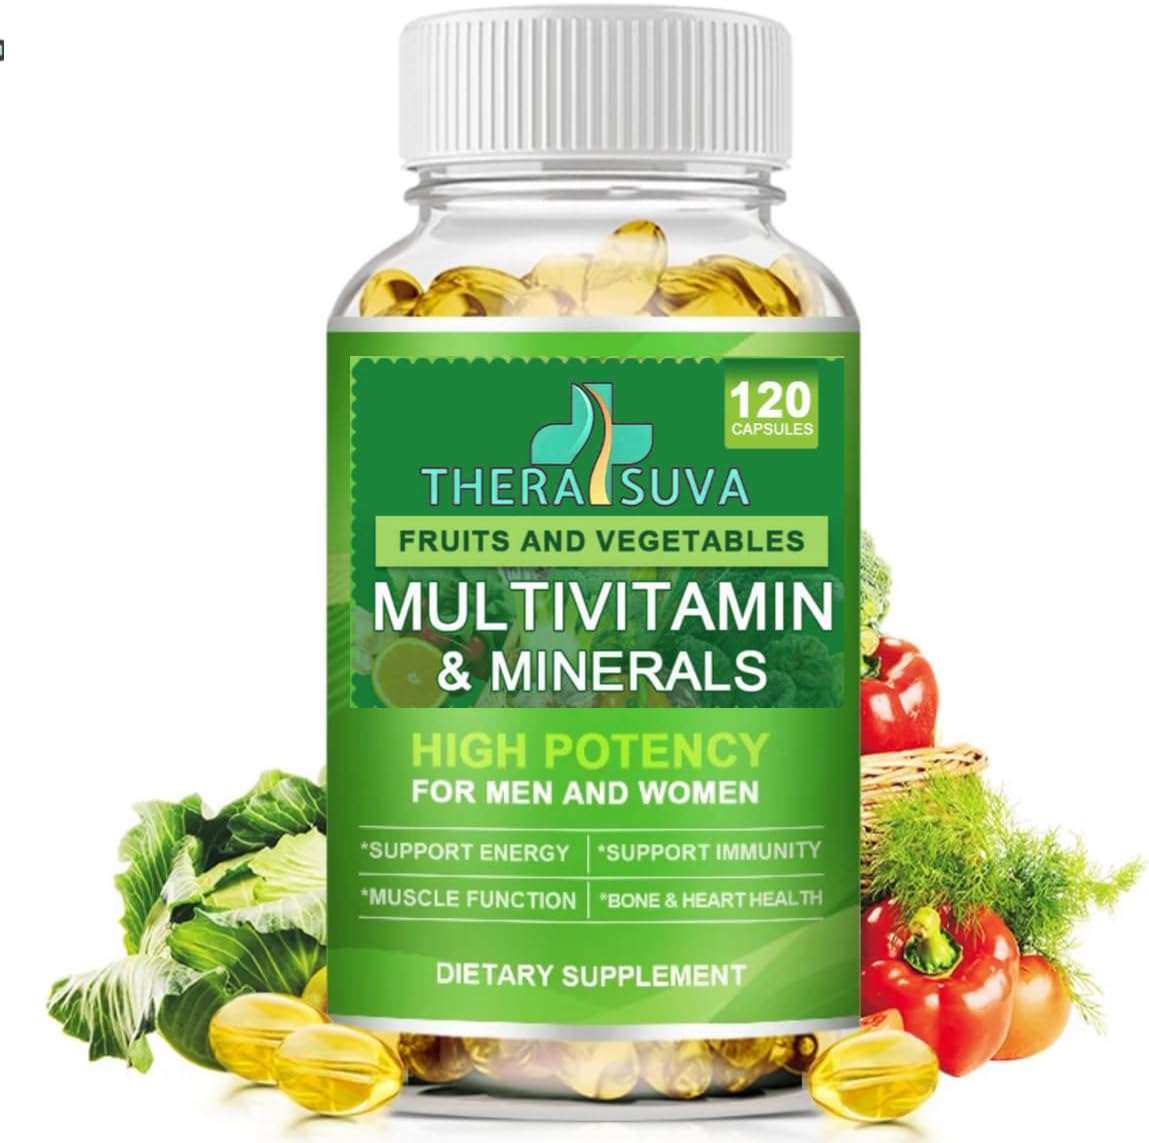 120
CAPSULES
THERA SUVA
FRUITS AND VEGETABLES
MULTIVITAMIN
& MINERALS
HIGH POTENCY
FOR MEN AND WOMEN
*SUPPORT ENERGY *SUPPORT IMMUNITY
*MUSCLE FUNCTION *BONE & HEART HEALTH
DIETARY SUPPLEMENT